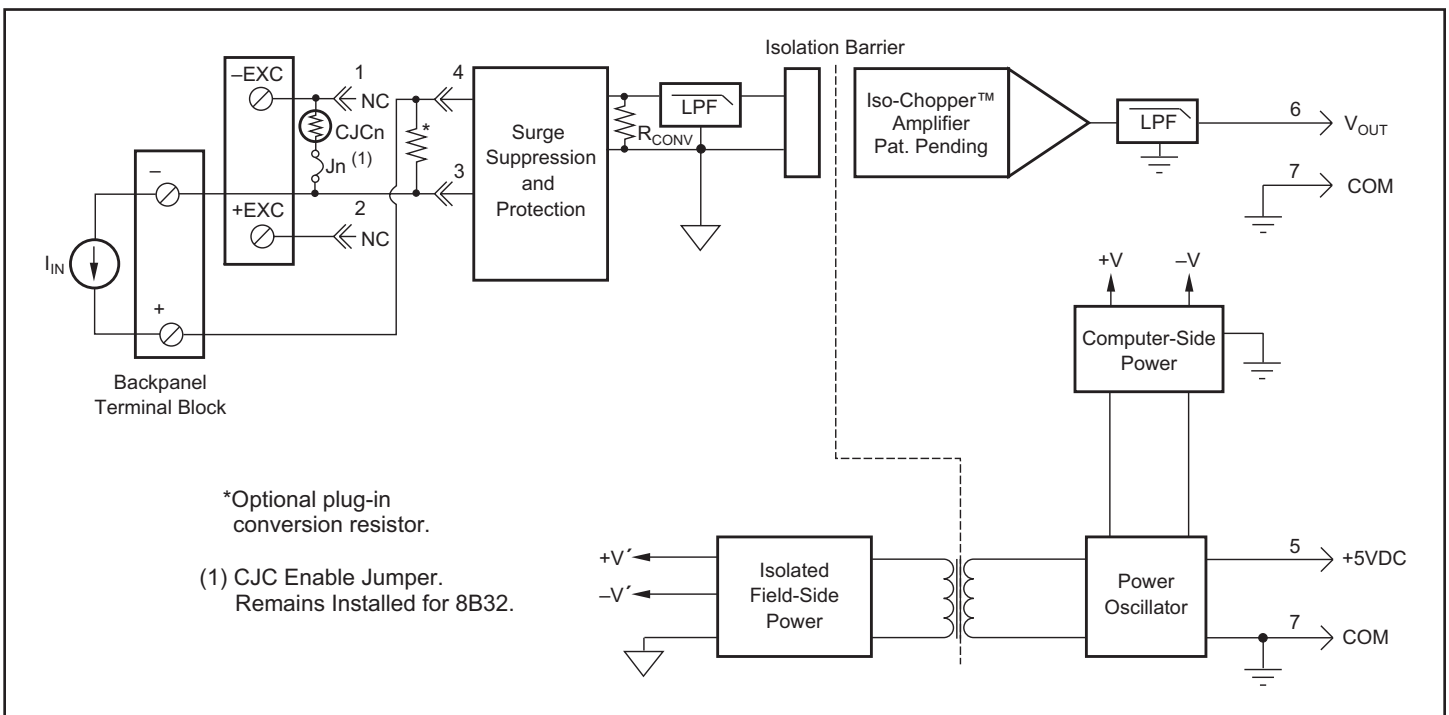 Isolation Barrier
–EXC
1
NC
CJCn
Jn (1)
4
*
3
–
+EXC
2
NC
I_IN
+
Backpanel
Terminal Block
Surge
Suppression
and
Protection
R_CONV
LPF
Iso-Chopper™
Amplifier
Pat. Pending
LPF
6
V_OUT
7
COM
+V
–V
Computer-Side
Power
*Optional plug-in
conversion resistor.
(1) CJC Enable Jumper.
Remains Installed for 8B32.
+V´
–V´
Isolated
Field-Side
Power
Power
Oscillator
5
+5VDC
7
COM